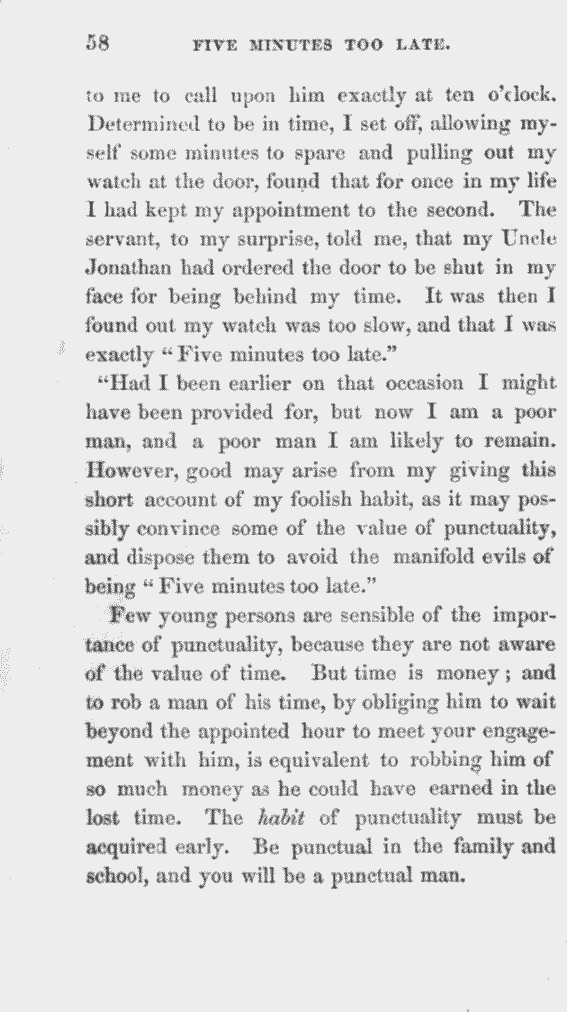 58 FIVE MINUTES TOO LATE.
to me to call upon him exactly at ten o'clock.
Determined to be in time, I set off, allowing my-
self some minutes to spare and pulling out my
watch at the door, found that for once in my life
I had kept my appointment to the second. The
servant, to my surprise, told me, that my Uncle
Jonathan had ordered the door to be shut in my
face for being behind my time. It was then I
found out my watch was too slow, and that I was
exactly “ Five minutes too late.”
“Had I been earlier on that occasion I might
have been provided for, but now I am a poor
man, and a poor man I am likely to remain.
However, good may arise from my giving this
short account of my foolish habit, as it may pos-
sibly convince some of the value of punctuality,
and dispose them to avoid the manifold evils of
being “ Five minutes too late.”
Few young persons are sensible of the impor-
tance of punctuality, because they are not aware
of the value of time. But time is money ; and
to rob a man of his time, by obliging him to wait
beyond the appointed hour to meet your engage-
ment with him, is equivalent to robbing him of
so much money as he could have earned in the
lost time. The habit of punctuality must be
acquired early. Be punctual in the family and
school, and you will be a punctual man.